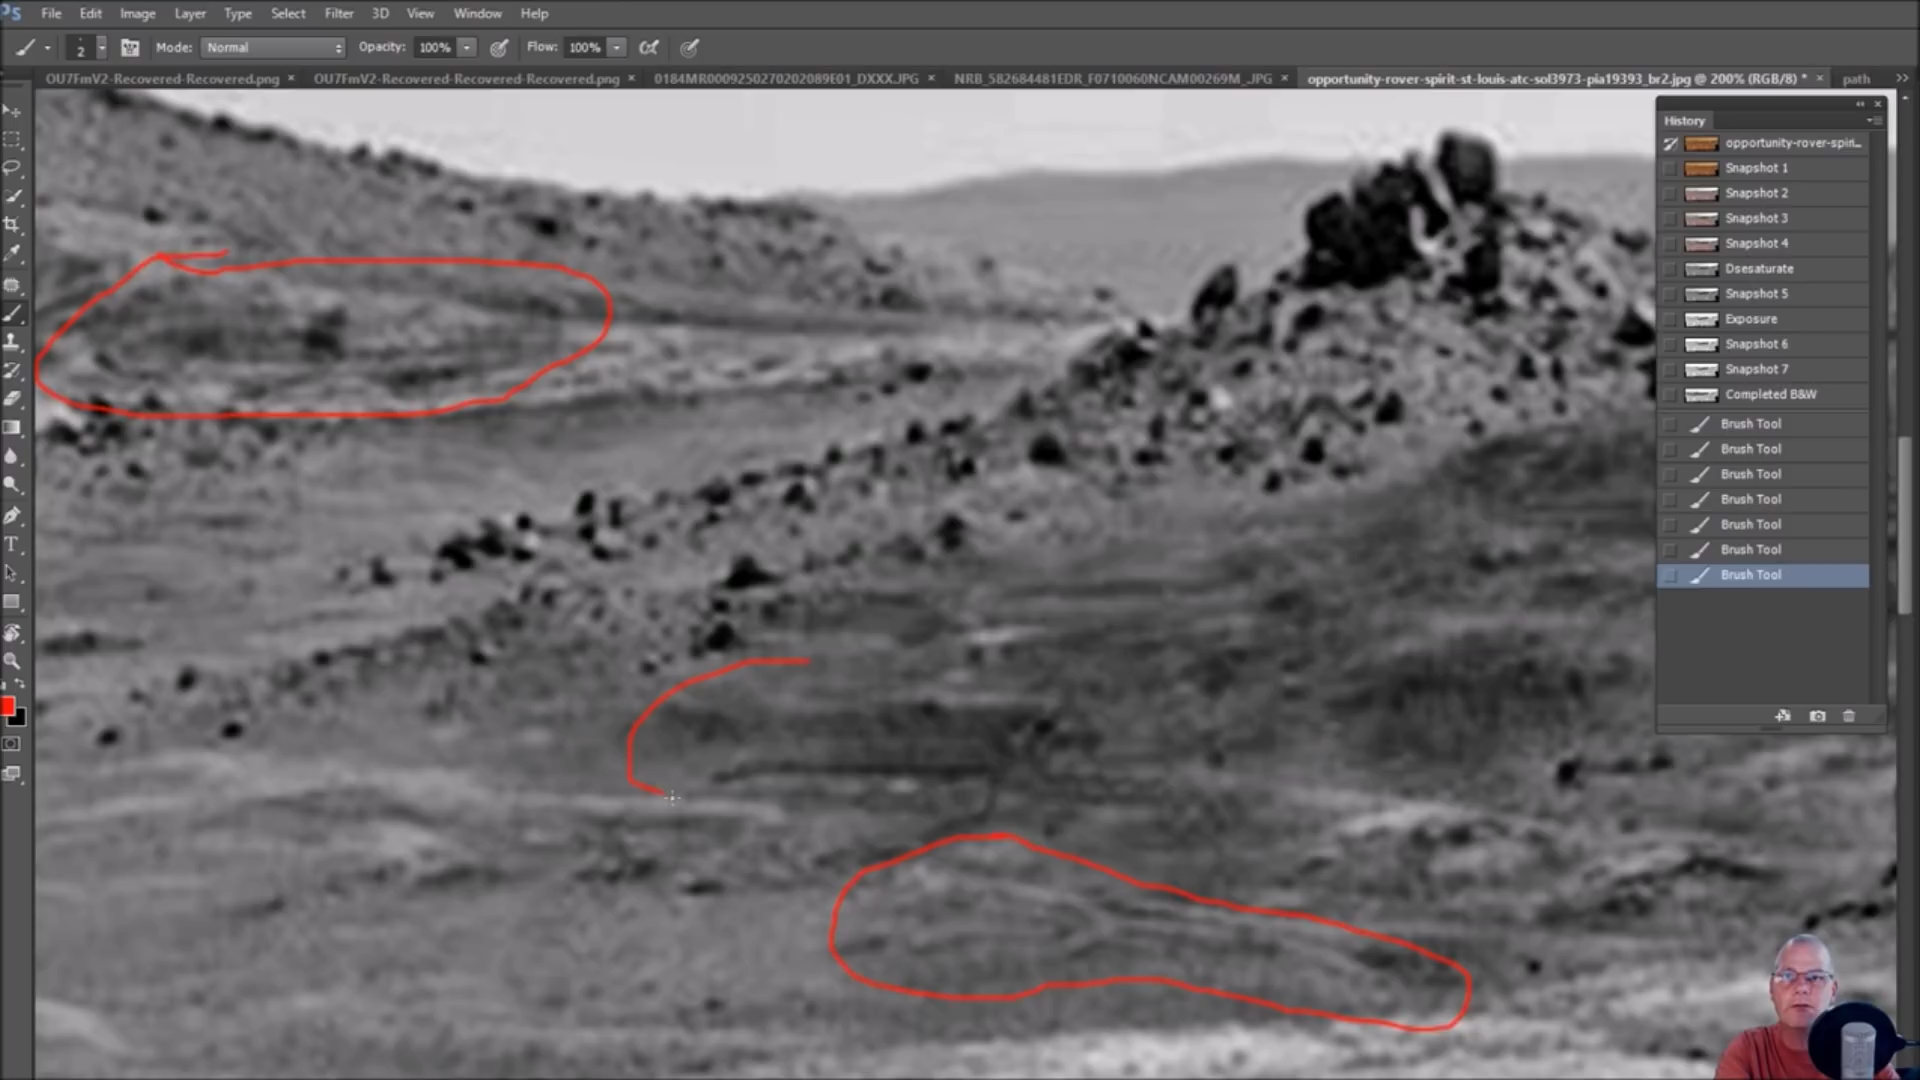 Ps File Edit Image Layer Type Select Filter 3D View Window Help
2 Mode: Normal Opacity: 100% Flow: 100%
OU7FmV2-Recovered-Recovered.png × OU7FmV2-Recovered-Recovered-Recovered.png × 0184MR0009250270202089E01_DXXX.JPG × NRB_582684481EDR_F0710060NCAM00269M_.JPG × opportunity-rover-spirit-st-louis-atc-sol3973-pia19393_br2.jpg @ 200% (RGB/8) * × path
History
opportunity-rover-spiri...
Snapshot 1
Snapshot 2
Snapshot 3
Snapshot 4
Dsesaturate
Snapshot 5
Exposure
Snapshot 6
Snapshot 7
Completed B&W
Brush Tool
Brush Tool
Brush Tool
Brush Tool
Brush Tool
Brush Tool
Brush Tool